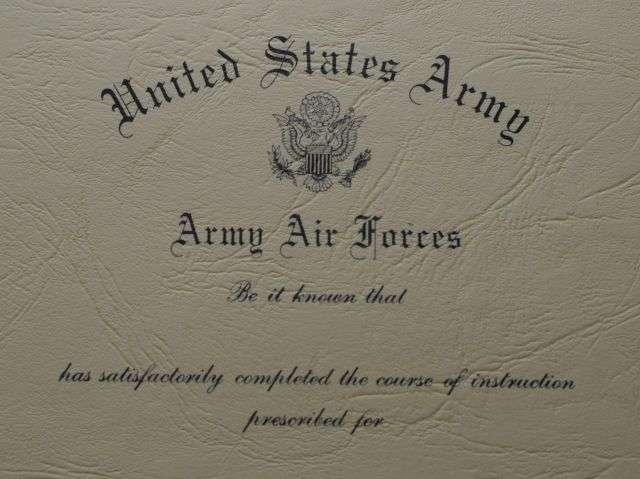 United States Army
Army Air Forces
Be it known that
has satisfactorily completed the course of instruction
prescribed for